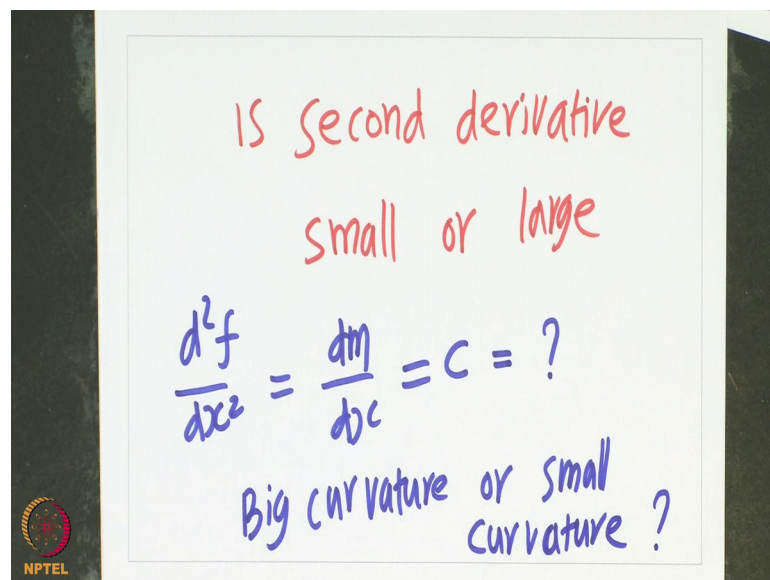 Is second derivative
small or large
d²f/dx² = dm/dx = C = ?
Big curvature or small
curvature ?
NPTEL